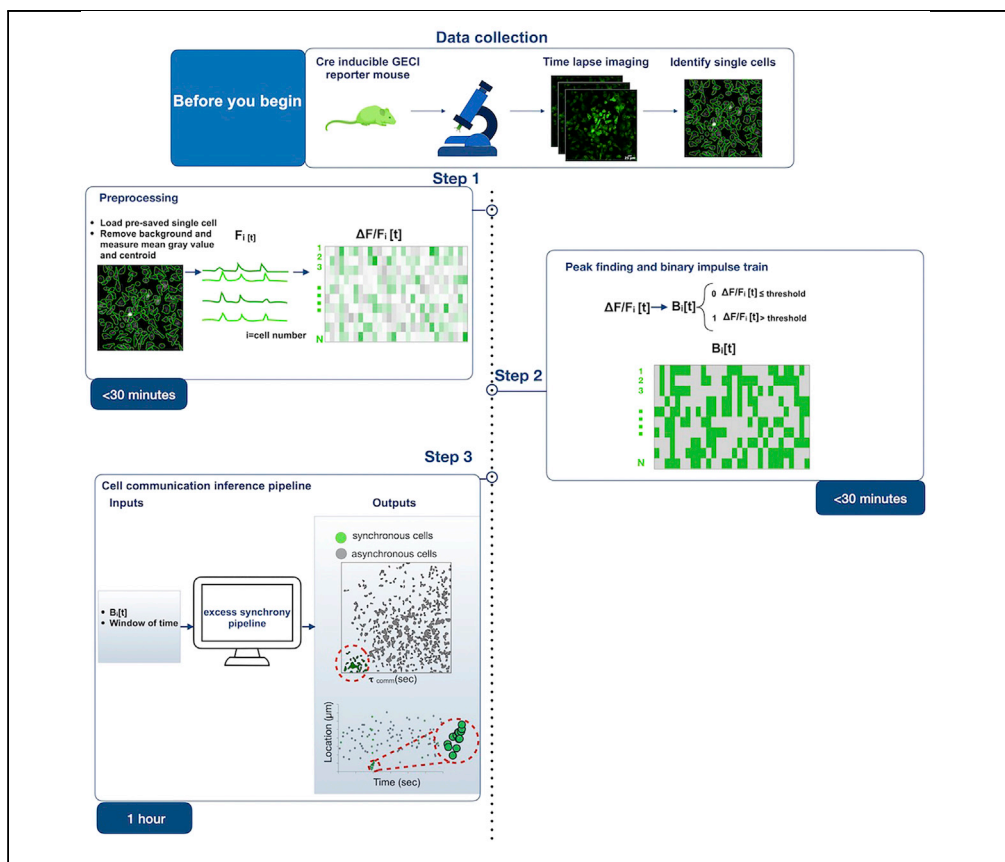 Data collection
Before you begin
Cre inducible GECI
reporter mouse
Time lapse imaging
Identify single cells
Step 1
Preprocessing
• Load pre-saved single cell
• Remove background and
measure mean gray value
and centroid
F i [t]
ΔF/Fi [t]
1
2
3
N
i=cell number
<30 minutes
Step 2
Peak finding and binary impulse train
ΔF/Fi [t] Bi[t]
0 ΔF/Fi [t] ≤ threshold
1 ΔF/Fi [t] > threshold
Bi[t]
1
2
3
N
<30 minutes
Step 3
Cell communication inference pipeline
Inputs
Outputs
• Bi[t]
• Window of time
excess synchrony
pipeline
synchronous cells
asynchronous cells
τ comm(sec)
Location (μm)
Time (sec)
1 hour